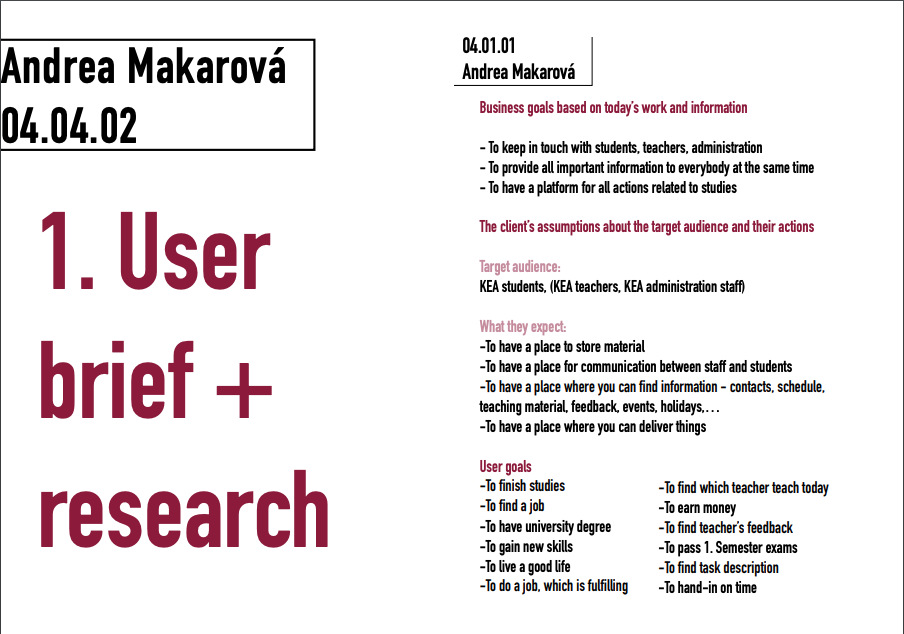 Andrea Makarová
04.04.02
1. User
brief +
research
04.01.01
Andrea Makarová
Business goals based on today's work and information
- To keep in touch with students, teachers, administration
- To provide all important information to everybody at the same time
- To have a platform for all actions related to studies
The client's assumptions about the target audience and their actions
Target audience:
KEA students, (KEA teachers, KEA administration staff)
What they expect:
-To have a place to store material
-To have a place for communication between staff and students
-To have a place where you can find information - contacts, schedule,
teaching material, feedback, events, holidays,...
-To have a place where you can deliver things
User goals
-To finish studies
-To find a job
-To have university degree
-To gain new skills
-To live a good life
-To do a job, which is fulfilling
-To find which teacher teach today
-To earn money
-To find teacher's feedback
-To pass 1. Semester exams
-To find task description
-To hand-in on time